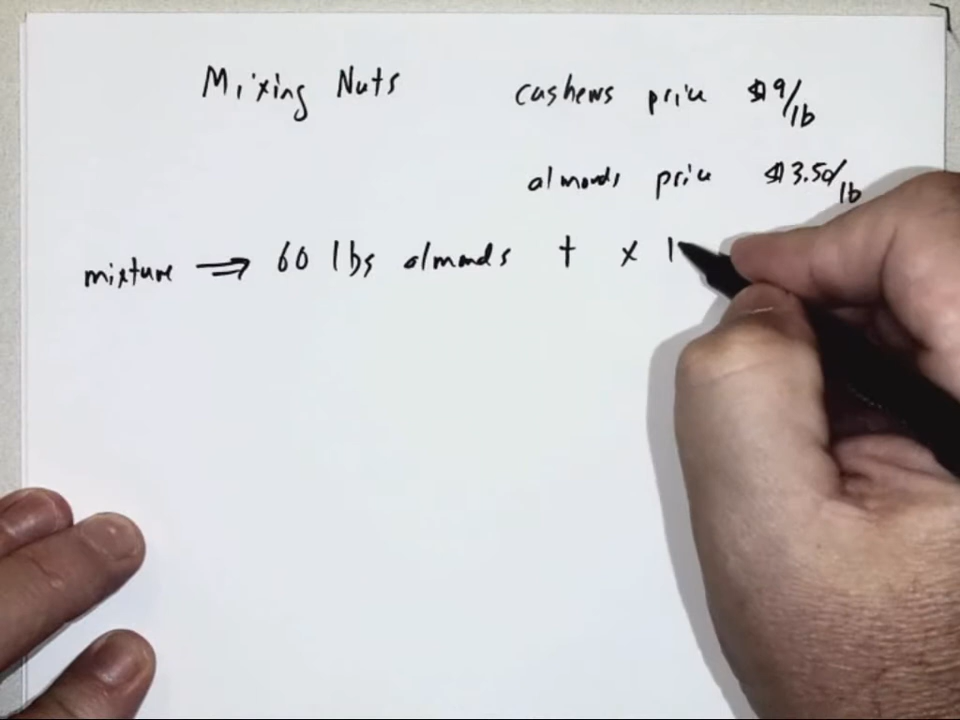 Mixing Nuts cashews price $9/lb
almonds price $3.50/lb
mixture ⇒ 60 lbs almonds + x l